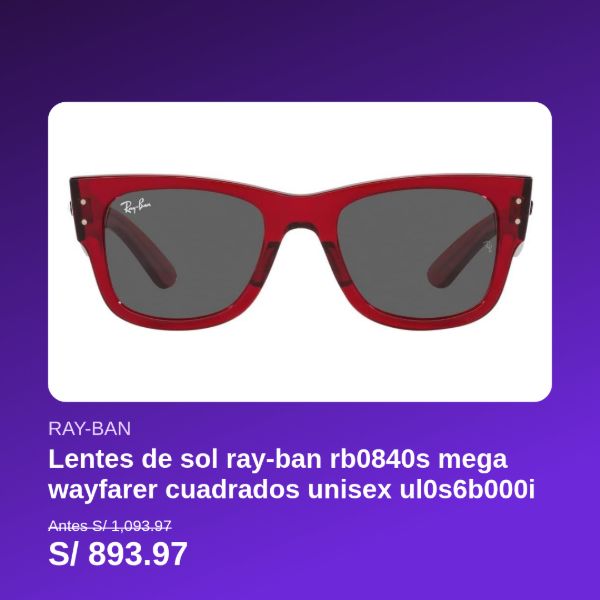 Ray-Ban
RAY-BAN
Lentes de sol ray-ban rb0840s mega
wayfarer cuadrados unisex ul0s6b000i
Antes S/ 1,093.97
S/ 893.97